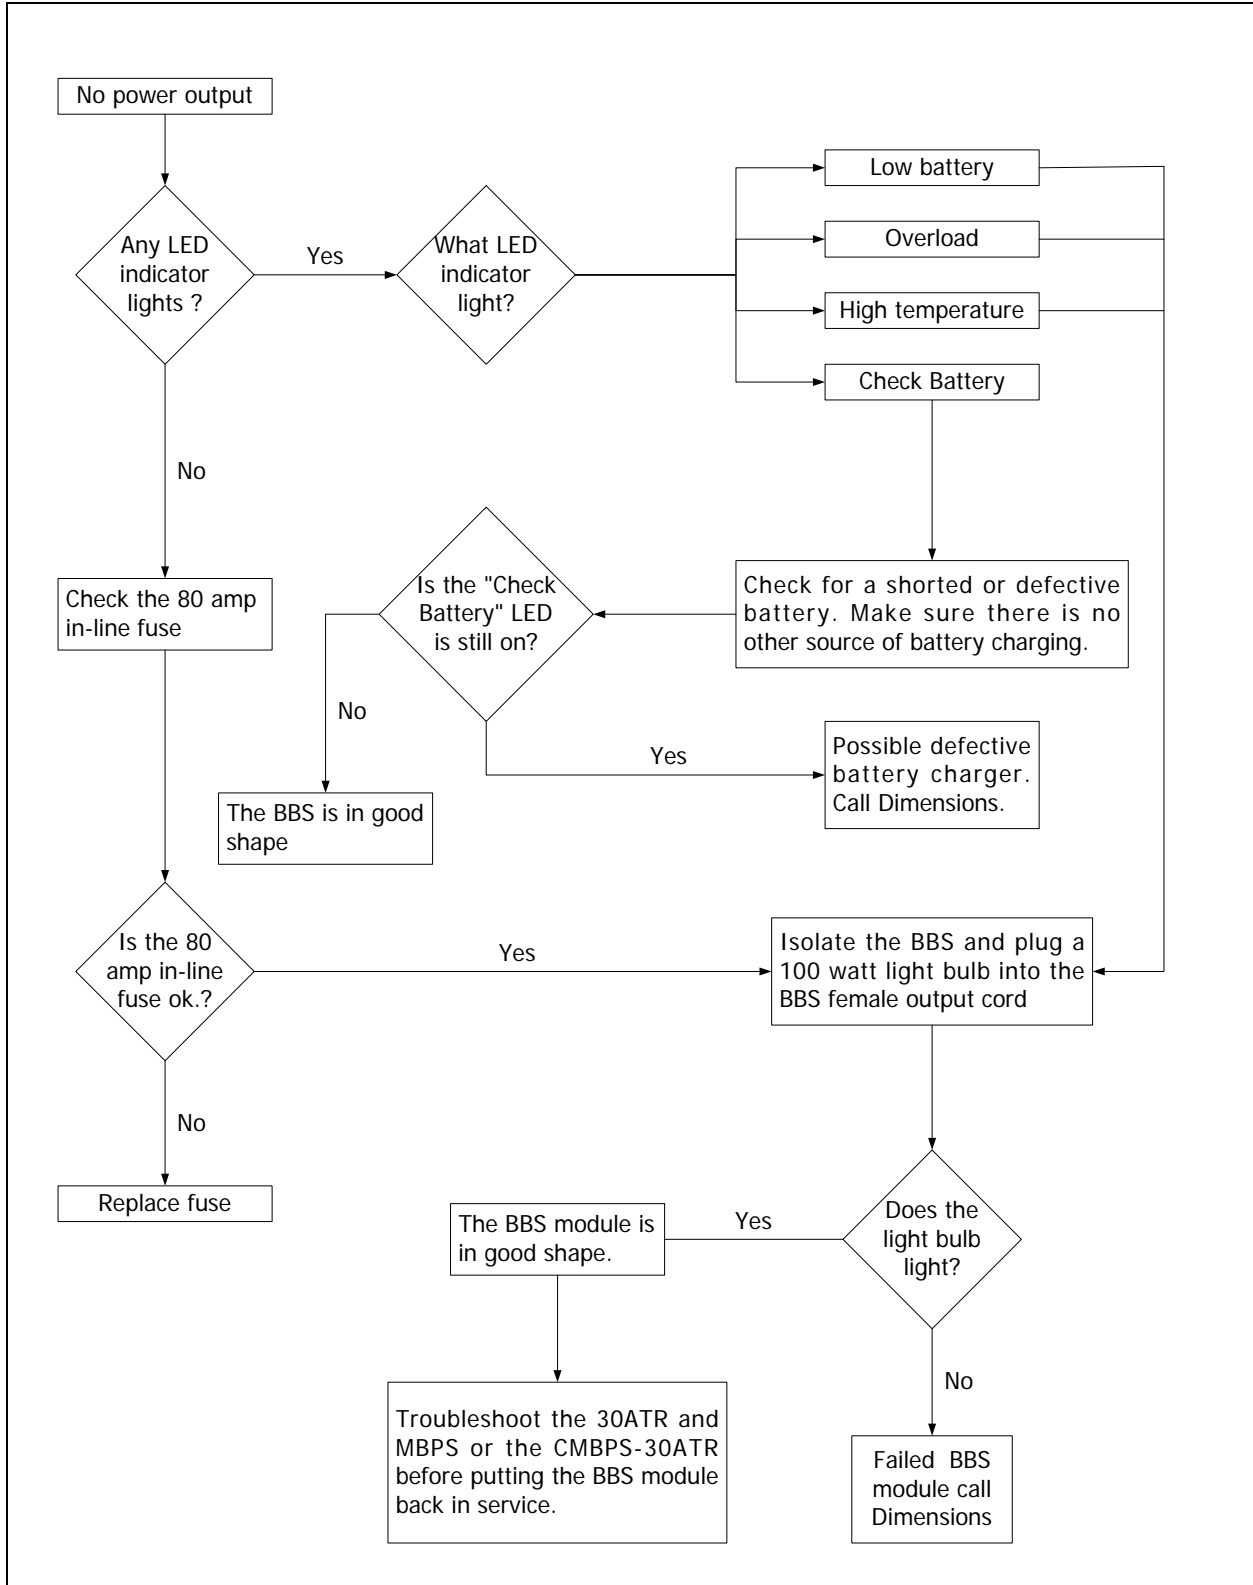 No power output
Any LED
indicator
lights ?
Yes
What LED
indicator
light?
Low battery
Overload
High temperature
Check Battery
No
Check the 80 amp
in-line fuse
Is the "Check
Battery" LED
is still on?
Check for a shorted or defective
battery. Make sure there is no
other source of battery charging.
No
Yes
Possible defective
battery charger.
Call Dimensions.
The BBS is in good
shape
Is the 80
amp in-line
fuse ok.?
Yes
Isolate the BBS and plug a
100 watt light bulb into the
BBS female output cord
No
Replace fuse
Does the
light bulb
light?
Yes
The BBS module is
in good shape.
No
Troubleshoot the 30ATR and
MBPS or the CMBPS-30ATR
before putting the BBS module
back in service.
Failed BBS
module call
Dimensions